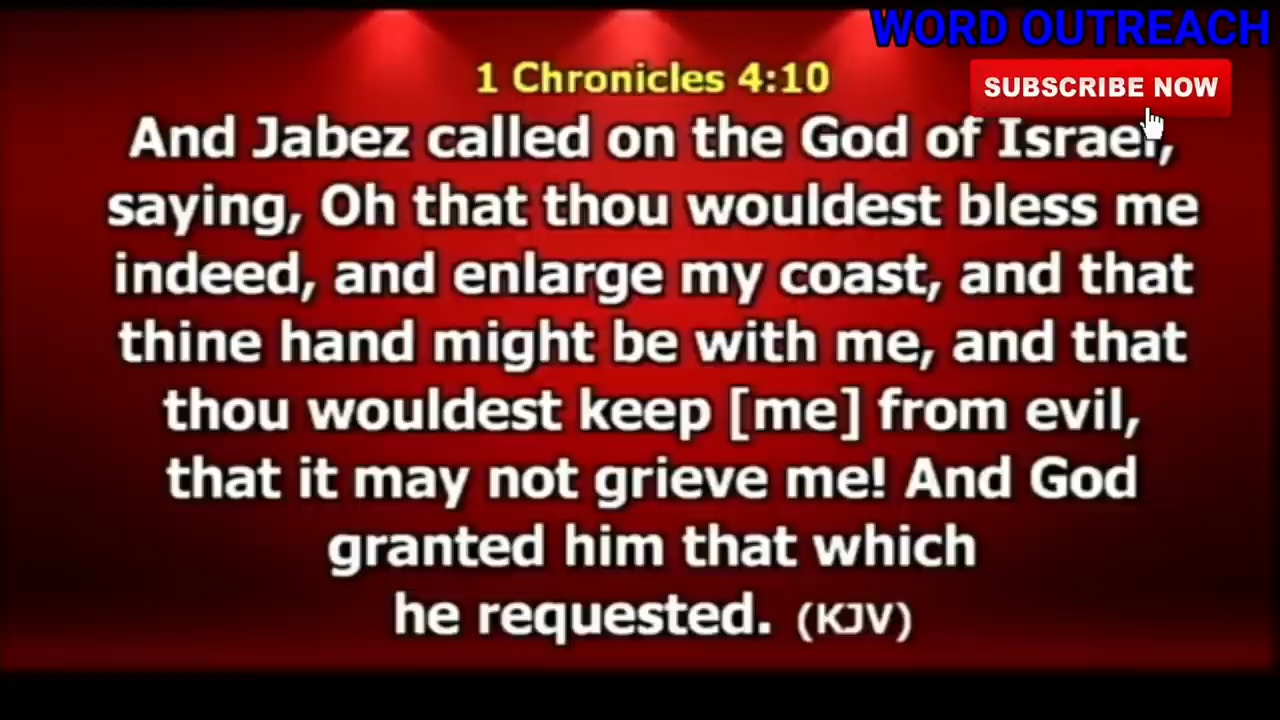 WORD OUTREACH
1 Chronicles 4:10
SUBSCRIBE NOW
And Jabez called on the God of Israel,
saying, Oh that thou wouldest bless me
indeed, and enlarge my coast, and that
thine hand might be with me, and that
thou wouldest keep [me] from evil,
that it may not grieve me! And God
granted him that which
he requested. (KJV)